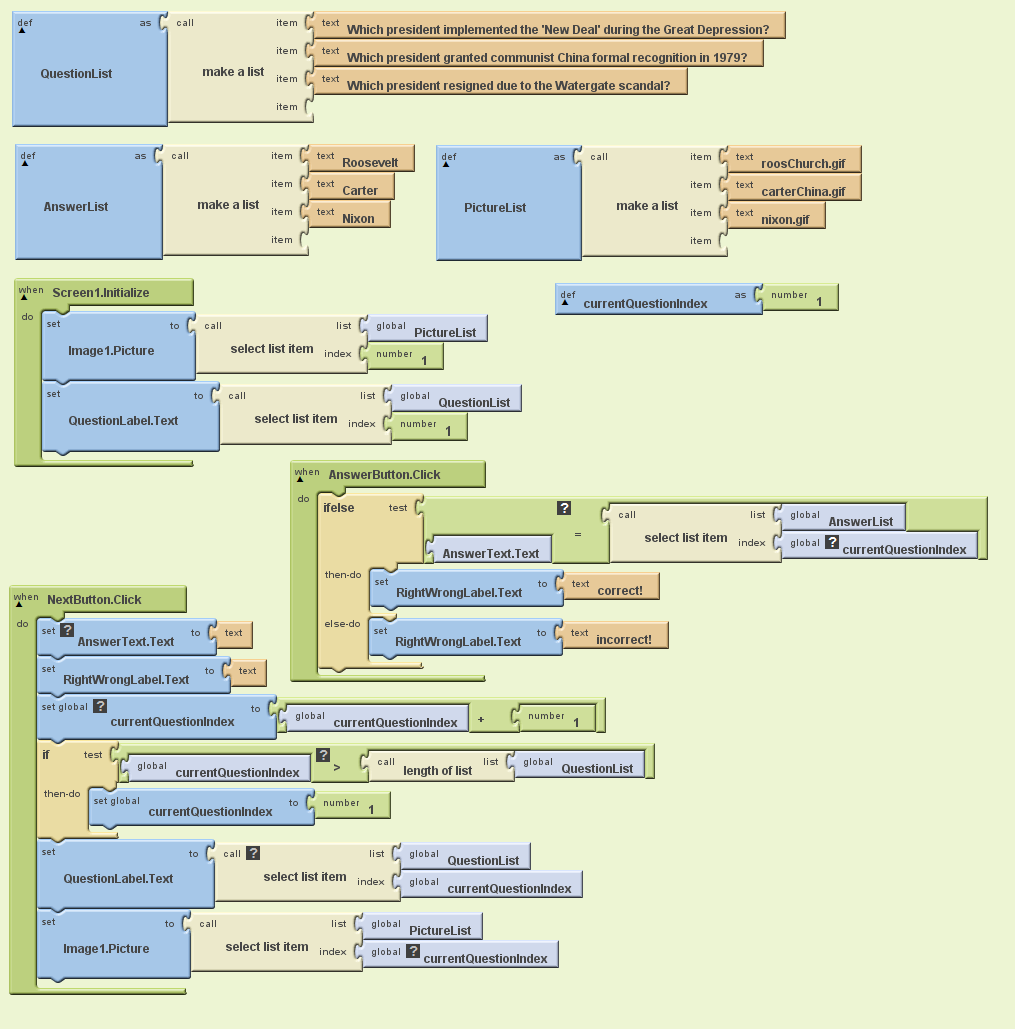 def as call item text Which president implemented the 'New Deal' during the Great Depression?
item text Which president granted communist China formal recognition in 1979?
QuestionList make a list
item text Which president resigned due to the Watergate scandal?
item
def as call item text Roosevelt
item text Carter
AnswerList make a list
item text Nixon
item
def as call item text roosChurch.gif
item text carterChina.gif
PictureList make a list
item text nixon.gif
item
when Screen1.Initialize
do
set to call list global PictureList
Image1.Picture select list item
index number 1
set to call list global QuestionList
QuestionLabel.Text select list item
index number 1
def currentQuestionIndex as number 1
when AnswerButton.Click
do
ifelse test ?
AnswerText.Text =
call list global AnswerList
select list item
index global ? currentQuestionIndex
then-do set RightWrongLabel.Text to text correct!
else-do set RightWrongLabel.Text to text incorrect!
when NextButton.Click
do
set ? AnswerText.Text to text
set RightWrongLabel.Text to text
set global ? currentQuestionIndex to global currentQuestionIndex + number 1
if test global currentQuestionIndex ? > call length of list list global QuestionList
then-do set global currentQuestionIndex to number 1
set to call ? list global QuestionList
QuestionLabel.Text select list item
index global currentQuestionIndex
set to call list global PictureList
Image1.Picture select list item
index global ? currentQuestionIndex